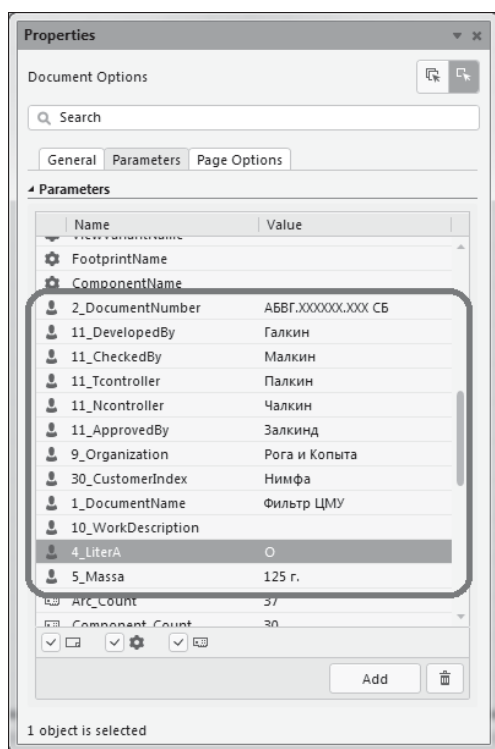 Properties
Document Options
Search
General Parameters Page Options
Parameters
Name Value
ViewVariantName
FootprintName
ComponentName
2_DocumentNumber АБВГ.XXXXXX.XXX СБ
11_DevelopedBy Галкин
11_CheckedBy Малкин
11_Tcontroller Палкин
11_Ncontroller Чалкин
11_ApprovedBy Залкинд
9_Organization Рога и Копыта
30_CustomerIndex Нимфа
1_DocumentName Фильтр ЦМУ
10_WorkDescription
4_LiterA О
5_Massa 125 г.
Arc_Count 37
Component_Count 30
Add
1 object is selected